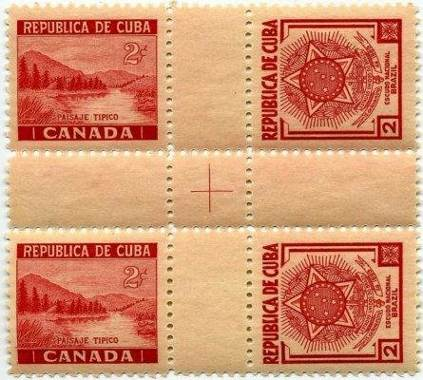 REPUBLICA DE CUBA
2¢
PAISAJE TIPICO
CANADA
REPUBLICA DE CUBA
ESCUDO NACIONAL
BRAZIL
2
REPUBLICA DE CUBA
2¢
PAISAJE TIPICO
CANADA
REPUBLICA DE CUBA
ESCUDO NACIONAL
BRAZIL
2